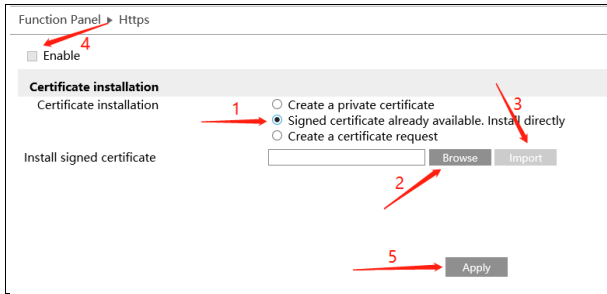 Function Panel ▸ Https
4
Enable
Certificate installation
Certificate installation
1
Create a private certificate
3
Signed certificate already available. Install directly
Create a certificate request
Install signed certificate
Browse
Import
2
5
Apply